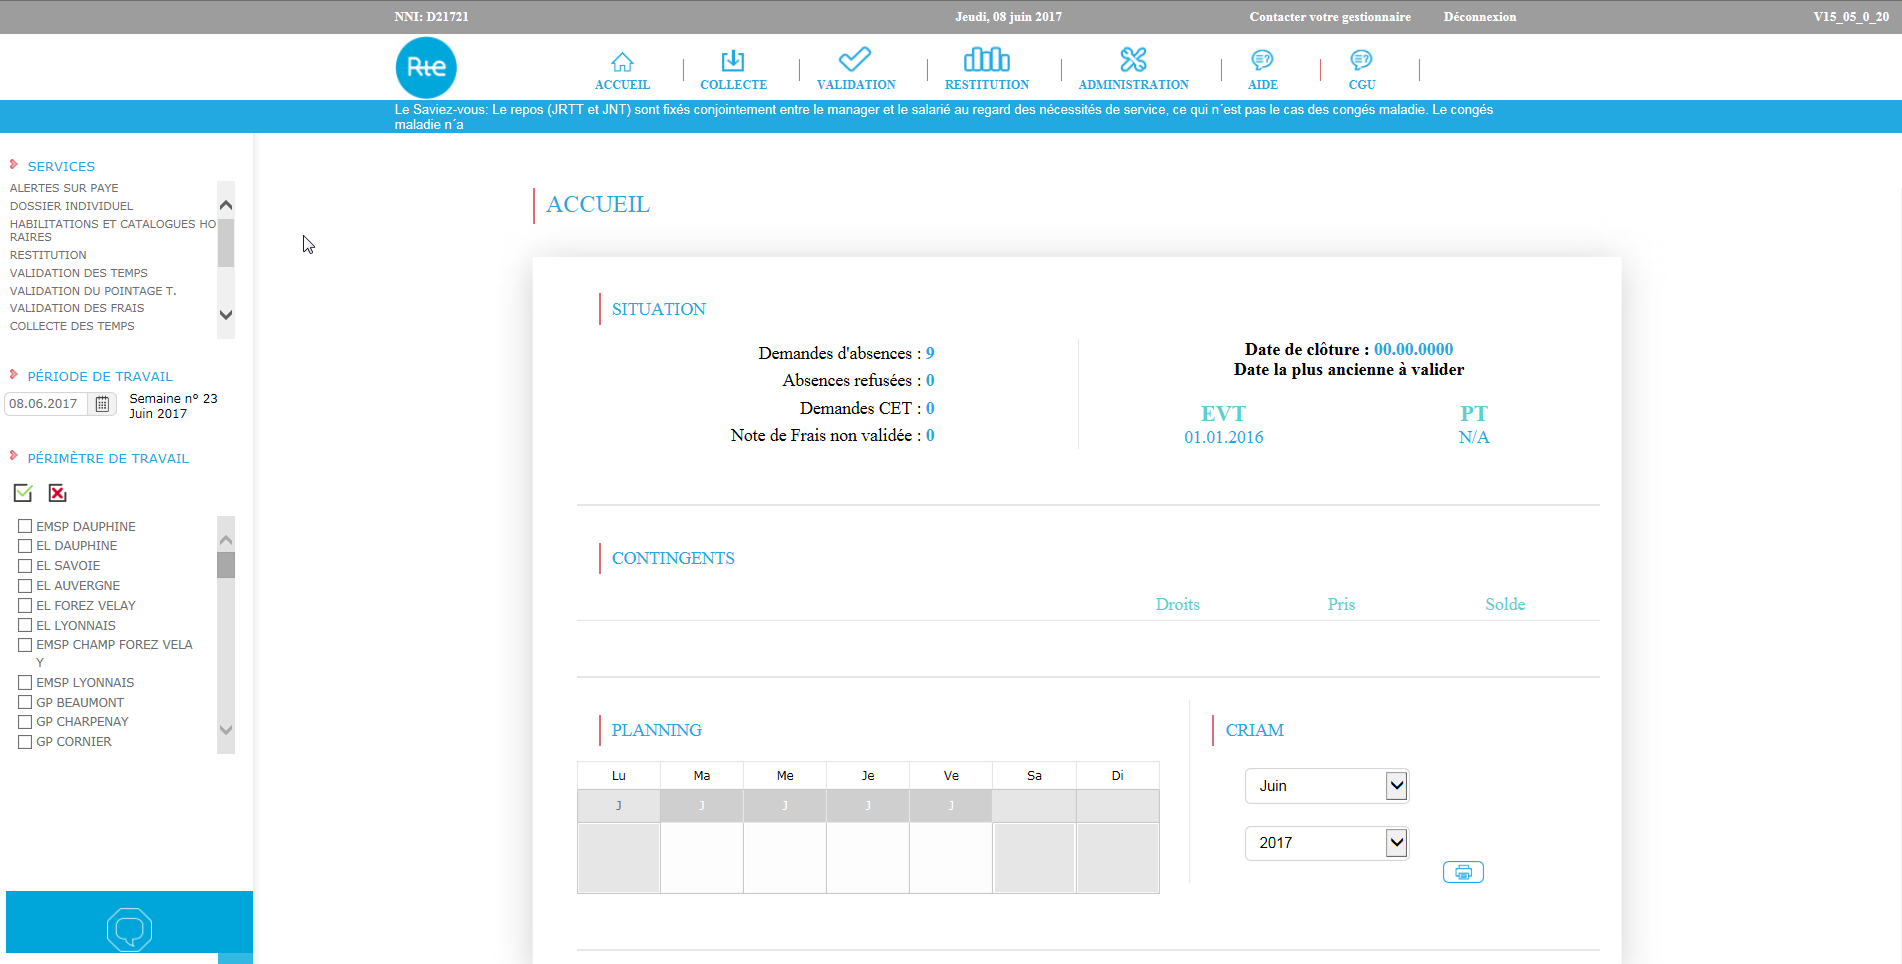 NNI: D21721
Jeudi, 08 juin 2017
Contacter votre gestionnaire
Déconnexion
V15_05_0_20
Rte
ACCUEIL
COLLECTE
VALIDATION
RESTITUTION
ADMINISTRATION
AIDE
CGU
Le Saviez-vous: Le repos (JRTT et JNT) sont fixés conjointement entre le manager et le salarié au regard des nécessités de service, ce qui n´est pas le cas des congés maladie. Le congés
maladie n´a
SERVICES
ALERTES SUR PAYE
DOSSIER INDIVIDUEL
HABILITATIONS ET CATALOGUES HO
RAIRES
RESTITUTION
VALIDATION DES TEMPS
VALIDATION DU POINTAGE T.
VALIDATION DES FRAIS
COLLECTE DES TEMPS
PÉRIODE DE TRAVAIL
08.06.2017
Semaine n° 23
Juin 2017
PÉRIMÈTRE DE TRAVAIL
EMSP DAUPHINE
EL DAUPHINE
EL SAVOIE
EL AUVERGNE
EL FOREZ VELAY
EL LYONNAIS
EMSP CHAMP FOREZ VELA
Y
EMSP LYONNAIS
GP BEAUMONT
GP CHARPENAY
GP CORNIER
ACCUEIL
SITUATION
Demandes d'absences : 9
Absences refusées : 0
Demandes CET : 0
Note de Frais non validée : 0
Date de clôture : 00.00.0000
Date la plus ancienne à valider
EVT
01.01.2016
PT
N/A
CONTINGENTS
Droits
Pris
Solde
PLANNING
Lu Ma Me Je Ve Sa Di
J J J J J
CRIAM
Juin
2017